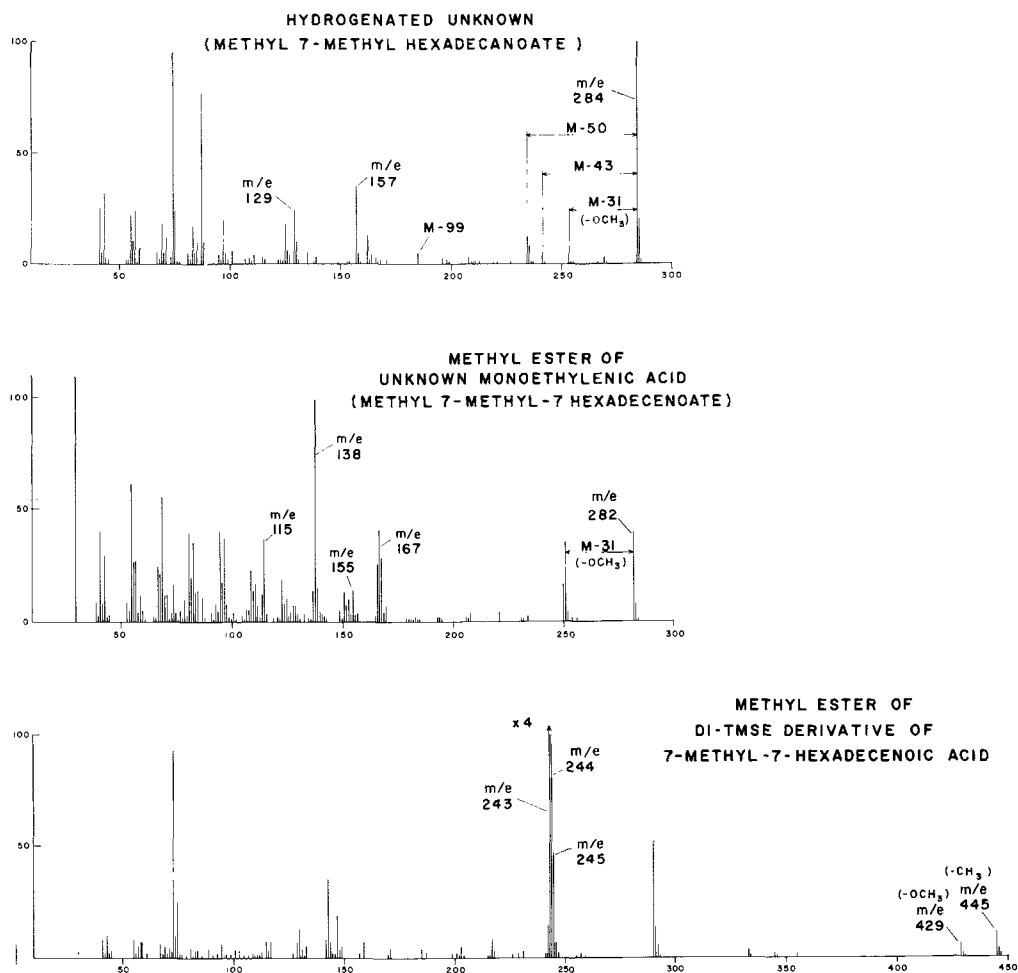 HYDROGENATED UNKNOWN
(METHYL 7-METHYL HEXADECANOATE )
100
50
m/e
284
M-50
M-43
M-31
(-OCH3)
m/e
129
m/e
157
M-99
50
100
150
200
250
300
METHYL ESTER OF
UNKNOWN MONOETHYLENIC ACID
(METHYL 7-METHYL-7 HEXADECENOATE)
100
50
0
m/e
138
m/e
115
m/e
155
m/e
167
m/e
282
M-31
(-OCH3)
50
100
150
200
250
300
METHYL ESTER OF
DI-TMSE DERIVATIVE OF
7-METHYL-7-HEXADECENOIC ACID
x 4
100
50
0
m/e
244
m/e
243
m/e
245
(-CH3)
(-OCH3) m/e
m/e 445
429
50
100
150
200
250
300
350
400
450